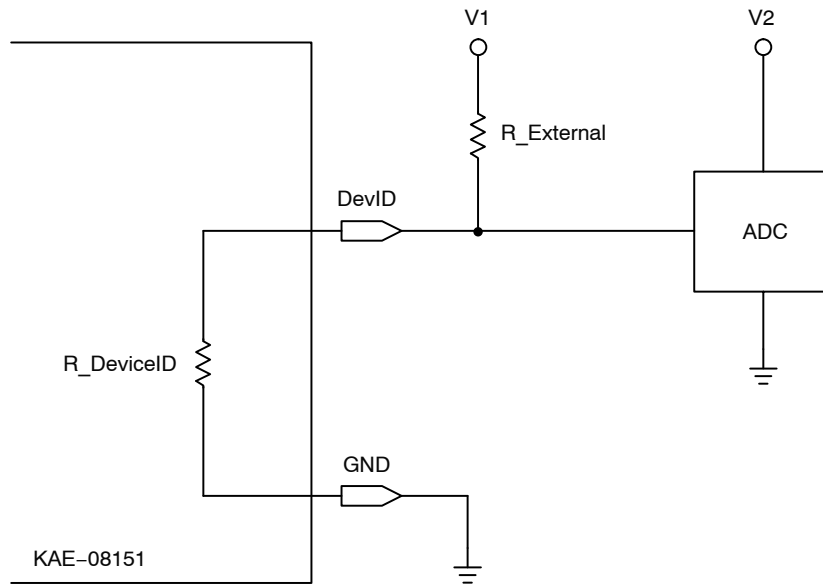 V1
V2
R_External
DevID
ADC
R_DeviceID
GND
KAE−08151